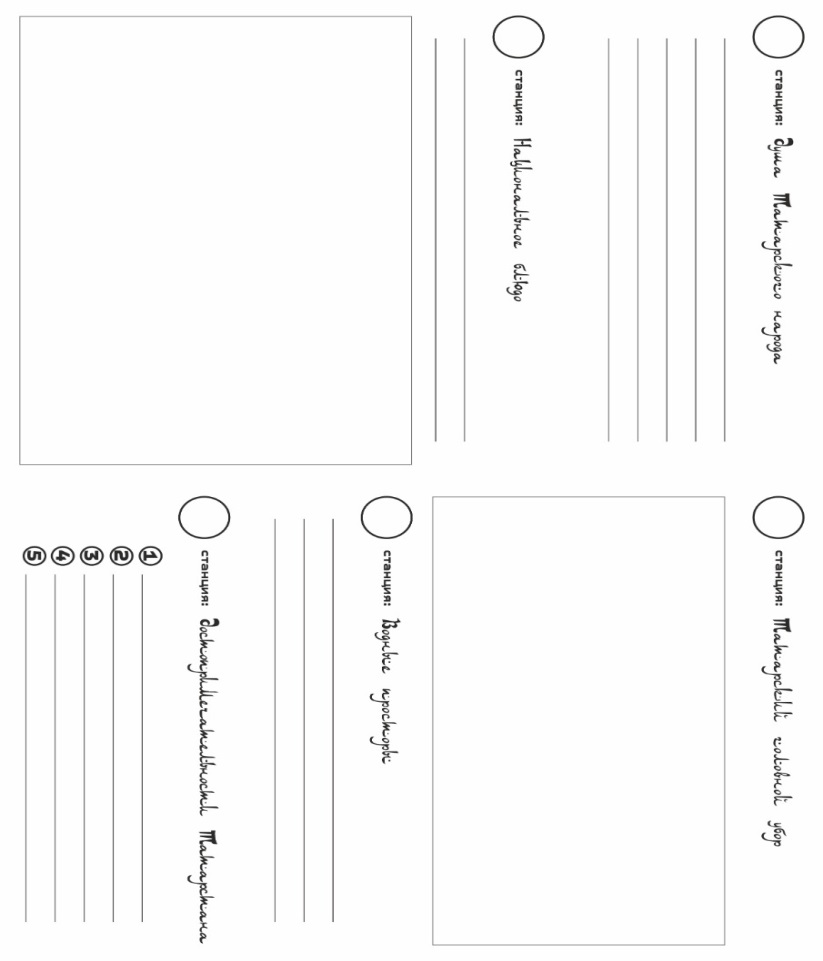 станция: Душа Татарского народа
станция: Национальное блюдо
станция: Татарский головной убор
станция: Водные просторы
станция: Достопримечательности Татарстана
1
2
3
4
5